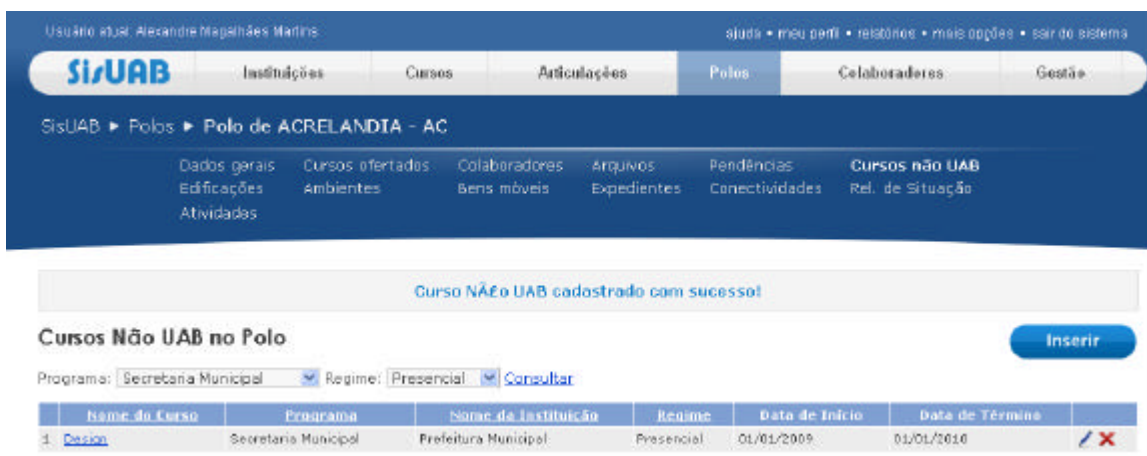 Usuário atual: Alexandre Magalhães Martins ajuda • meu perfil • relatórios • mais opções • sair do sistema
SisUAB Instituições Cursos Articulações Polos Colaboradores Gestão
SisUAB ► Polos ► Polo de ACRELANDIA - AC
Dados gerais Cursos ofertados Colaboradores Arquivos Pendências Cursos não UAB
Edificações Ambientes Bens móveis Expedientes Conectividades Rel. de Situação
Atividades
Curso NÃ£o UAB cadastrado com sucesso!
Cursos Não UAB no Polo Inserir
Programa: Secretaria Municipal Regime: Presencial Consultar
Nome do Curso Programa Nome da Instituição Regime Data de Início Data de Término
1 Design Secretaria Municipal Prefeitura Municipal Presencial 01/01/2009 01/01/2010